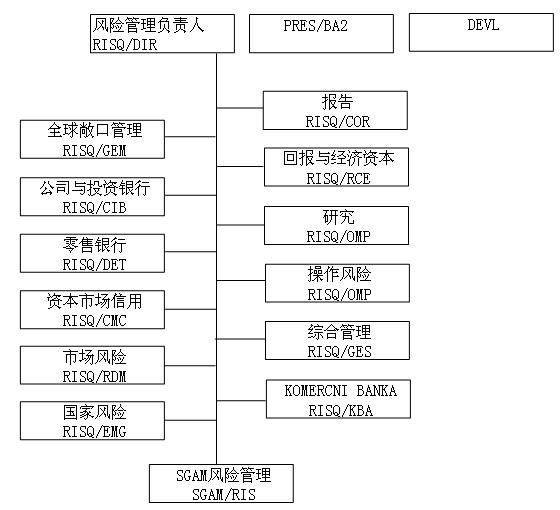 风险管理负责人
RISQ/DIR
PRES/BA2
DEVL
报告
RISQ/COR
全球敞口管理
RISQ/GEM
回报与经济资本
RISQ/RCE
公司与投资银行
RISQ/CIB
研究
RISQ/OMP
零售银行
RISQ/DET
操作风险
RISQ/OMP
资本市场信用
RISQ/CMC
综合管理
RISQ/GES
市场风险
RISQ/RDM
KOMERCNI BANKA
RISQ/KBA
国家风险
RISQ/EMG
SGAM风险管理
SGAM/RIS